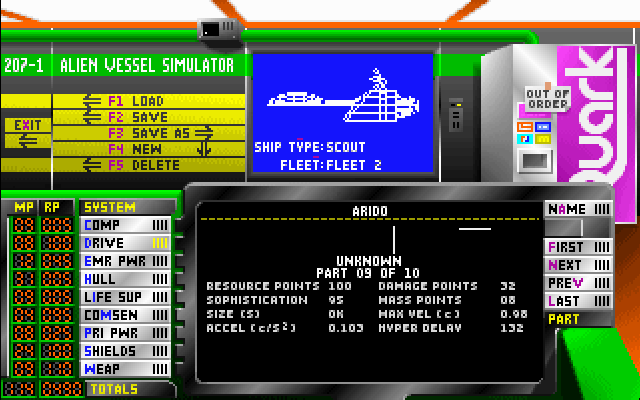 207-1 ALIEN VESSEL SIMULATOR
EXIT
F1 LOAD
F2 SAVE
F3 SAVE AS
F4 NEW
F5 DELETE
SHIP TYPE:SCOUT
FLEET:FLEET 2
OUT OF
ORDER
Quark
MP RP SYSTEM
COMP
DRIVE
EMR PWR
HULL
LIFE SUP
COMSEN
PRI PWR
SHIELDS
WEAP
TOTALS
ARIDO
UNKNOWN
PART 09 OF 10
RESOURCE POINTS 100 DAMAGE POINTS 32
SOPHISTICATION 95 MASS POINTS 08
SIZE (S) OK MAX VEL (c) 0.98
ACCEL (c/S²) 0.103 HYPER DELAY 132
NAME
FIRST
NEXT
PREV
LAST
PART